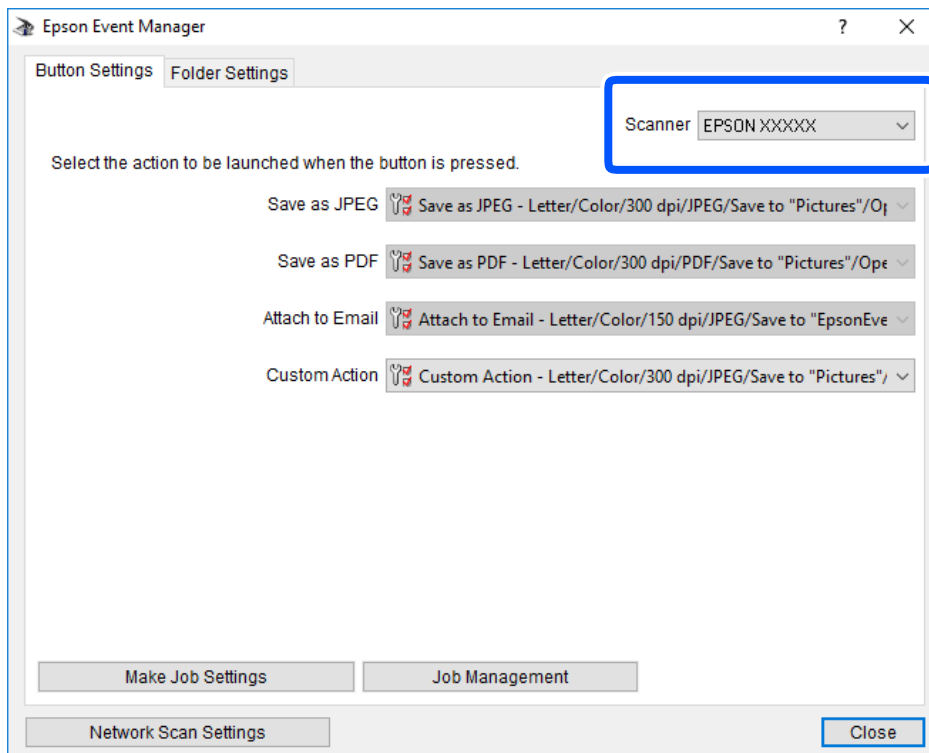 Epson Event Manager
Button Settings Folder Settings
Scanner EPSON XXXXX
Select the action to be launched when the button is pressed.
Save as JPEG Save as JPEG - Letter/Color/300 dpi/JPEG/Save to "Pictures"/Op
Save as PDF Save as PDF - Letter/Color/300 dpi/PDF/Save to "Pictures"/Ope
Attach to Email Attach to Email - Letter/Color/150 dpi/JPEG/Save to "EpsonEve
Custom Action Custom Action - Letter/Color/300 dpi/JPEG/Save to "Pictures"/
Make Job Settings Job Management
Network Scan Settings Close